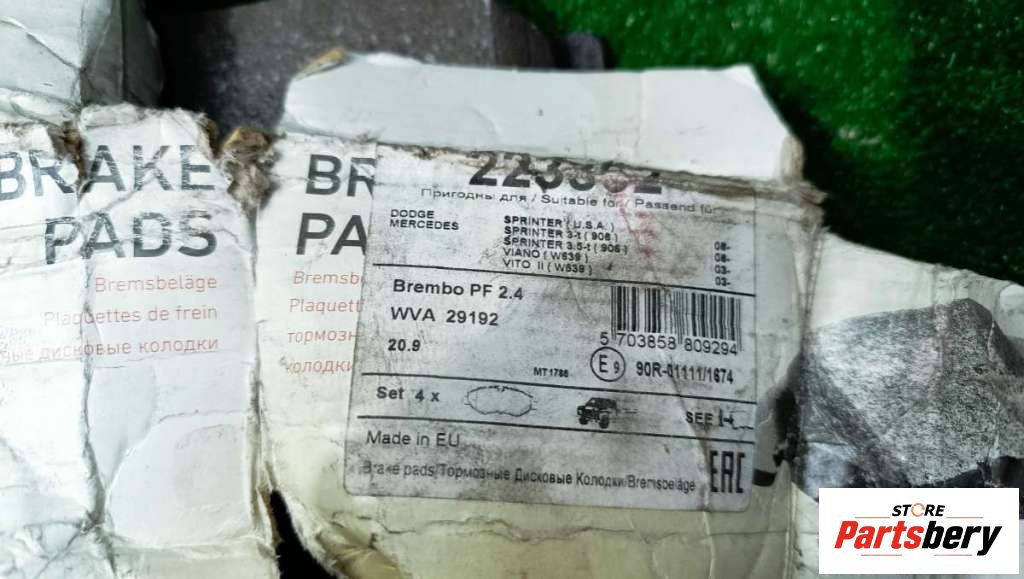 BRAKE
PADS
Bremsbeläge
Plaquettes de frein
дисковые колодки
BR
PA
Bremsb
Plaquett
тормозн
колодки
Пригодны для / Suitable for / Passend für
DODGE SPRINTER ( U.S.A. )
MERCEDES SPRINTER 3-t ( 906 ) 06-
SPRINTER 3.5-t ( 906 ) 06-
VIANO ( W639 ) 03-
VITO II ( W639 ) 03-
Brembo PF 2.4
WVA 29192
20.9
5 703858 809294
MT1786
E9 90R-01111/1674
Set 4 x
SEE
Made in EU
Brake pads/Тормозные Дисковые Колодки/Bremsbeläge
EAC
STORE
Partsbery